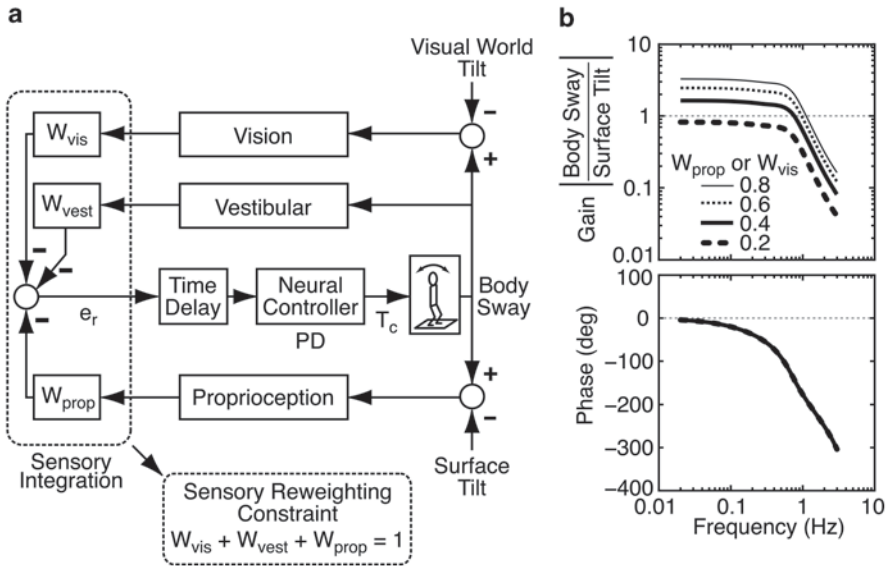 a
Visual World
Tilt
W_vis
Vision
−
+
W_vest
Vestibular
−
−
−
e_r
Time
Delay
Neural
Controller
PD
T_c
Body
Sway
W_prop
Proprioception
+
−
Sensory
Integration
Surface
Tilt
Sensory Reweighting
Constraint
W_vis + W_vest + W_prop = 1
b
Gain | Body Sway / Surface Tilt |
10
1
0.1
0.01
W_prop or W_vis
0.8
0.6
0.4
0.2
Phase (deg)
100
0
−100
−200
−300
−400
0.01
0.1
1
10
Frequency (Hz)